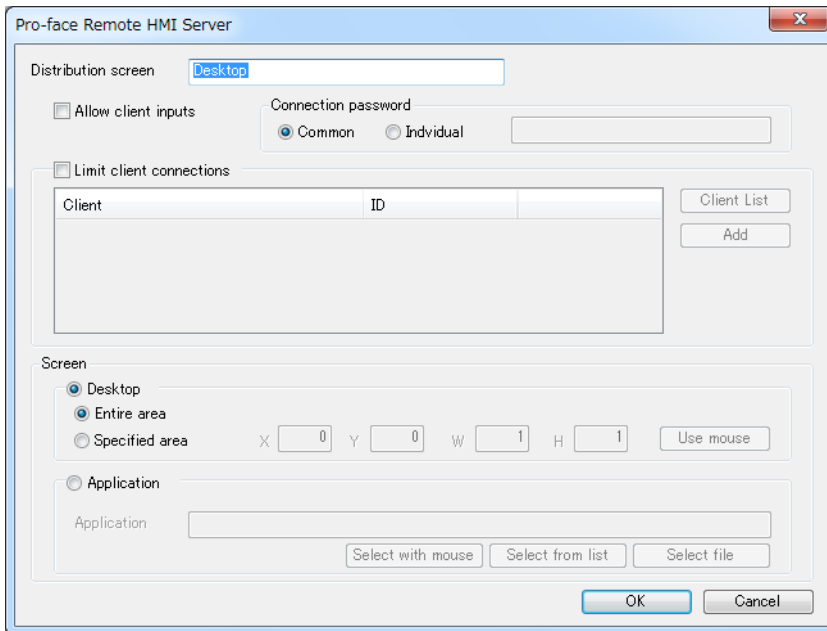 Pro-face Remote HMI Server
Distribution screen Desktop
Allow client inputs
Connection password
Common Indvidual
Limit client connections
Client ID
Client List
Add
Screen
Desktop
Entire area
Specified area X 0 Y 0 W 1 H 1 Use mouse
Application
Application
Select with mouse Select from list Select file
OK Cancel